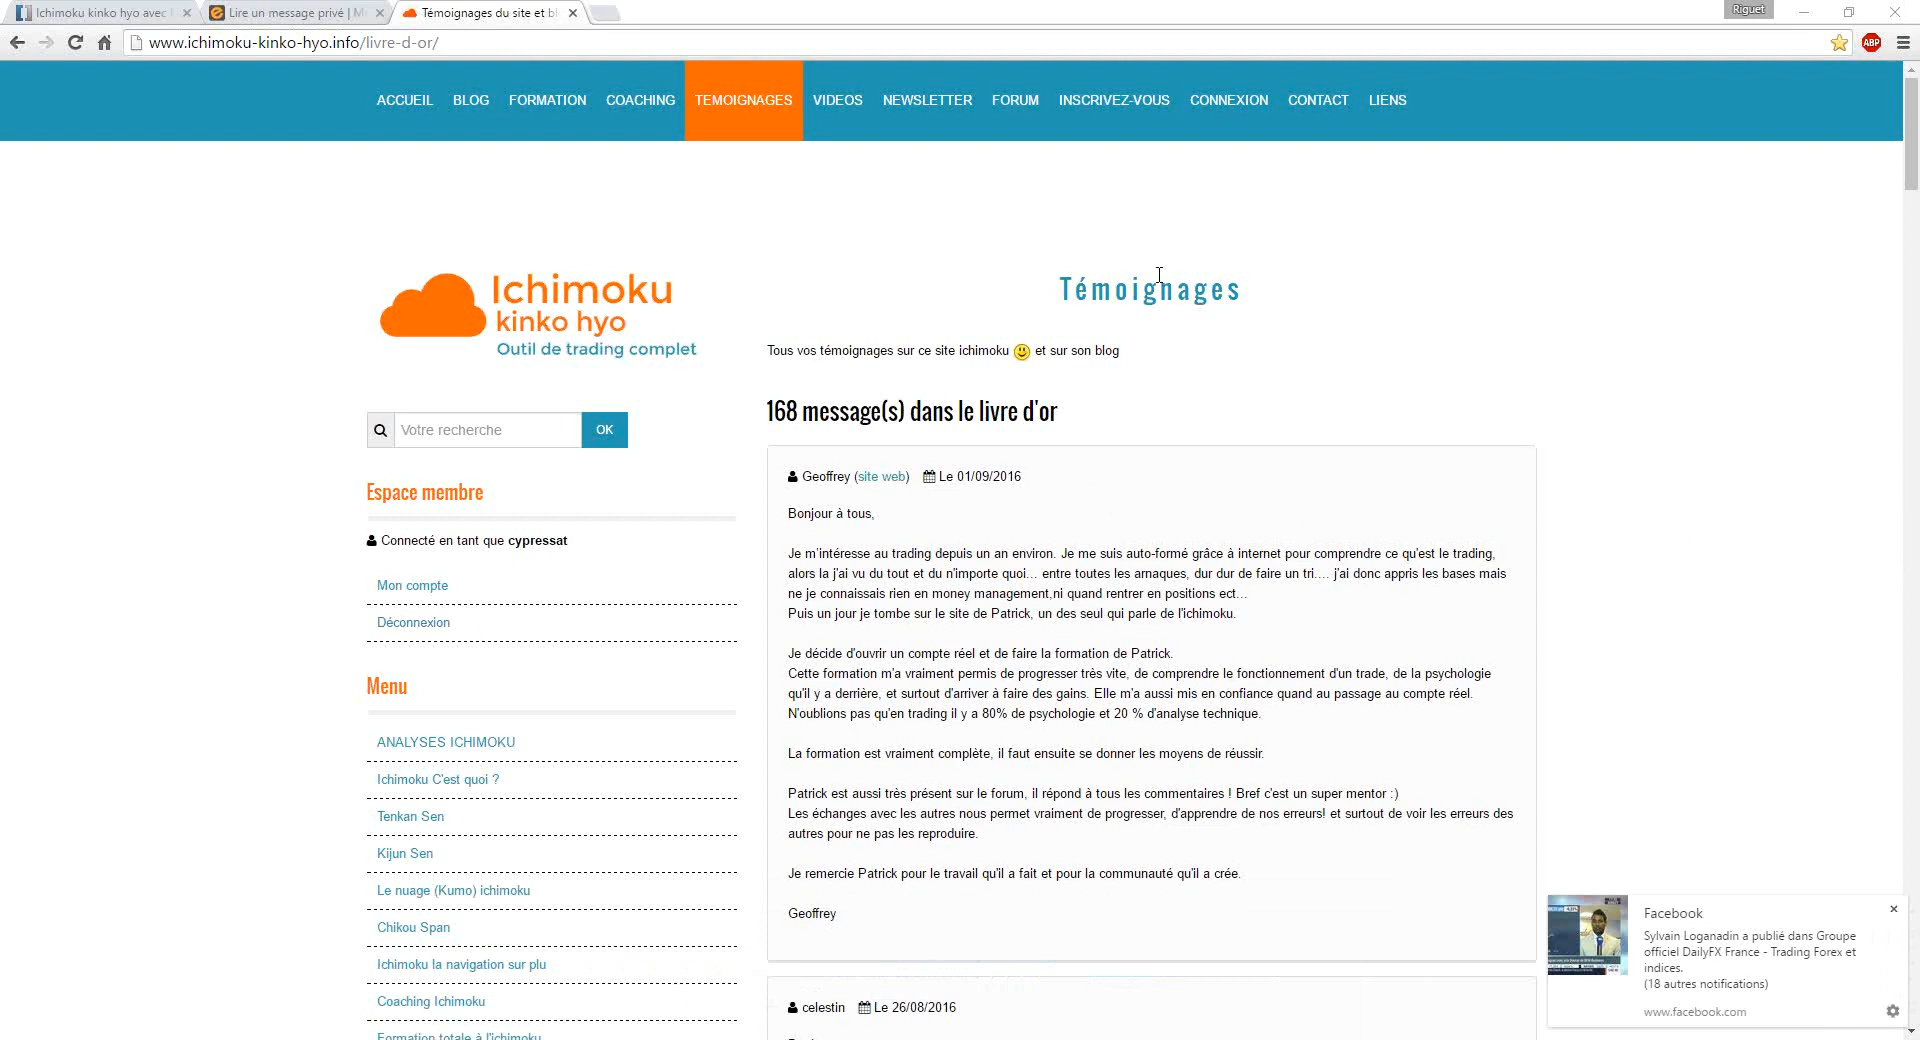 Ichimoku kinko hyo avec
Lire un message privé | M
Témoignages du site et bl
Riguet
www.ichimoku-kinko-hyo.info/livre-d-or/
ABP
ACCUEIL BLOG FORMATION COACHING TEMOIGNAGES VIDEOS NEWSLETTER FORUM INSCRIVEZ-VOUS CONNEXION CONTACT LIENS
Ichimoku
kinko hyo
Outil de trading complet
Votre recherche
OK
Espace membre
Connecté en tant que cypressat
Mon compte
Déconnexion
Menu
ANALYSES ICHIMOKU
Ichimoku C'est quoi ?
Tenkan Sen
Kijun Sen
Le nuage (Kumo) ichimoku
Chikou Span
Ichimoku la navigation sur plu
Coaching Ichimoku
Formation totale à l'ichimoku
Témoignages
Tous vos témoignages sur ce site ichimoku et sur son blog
168 message(s) dans le livre d'or
Geoffrey (site web) Le 01/09/2016
Bonjour à tous,
Je m'intéresse au trading depuis un an environ. Je me suis auto-formé grâce à internet pour comprendre ce qu'est le trading,
alors la j'ai vu du tout et du n'importe quoi... entre toutes les arnaques, dur dur de faire un tri.... j'ai donc appris les bases mais
ne je connaissais rien en money management,ni quand rentrer en positions ect...
Puis un jour je tombe sur le site de Patrick, un des seul qui parle de l'ichimoku.
Je décide d'ouvrir un compte réel et de faire la formation de Patrick.
Cette formation m'a vraiment permis de progresser très vite, de comprendre le fonctionnement d'un trade, de la psychologie
qu'il y a derrière, et surtout d'arriver à faire des gains. Elle m'a aussi mis en confiance quand au passage au compte réel.
N'oublions pas qu'en trading il y a 80% de psychologie et 20 % d'analyse technique.
La formation est vraiment complète, il faut ensuite se donner les moyens de réussir.
Patrick est aussi très présent sur le forum, il répond à tous les commentaires ! Bref c'est un super mentor :)
Les échanges avec les autres nous permet vraiment de progresser, d'apprendre de nos erreurs! et surtout de voir les erreurs des
autres pour ne pas les reproduire.
Je remercie Patrick pour le travail qu'il a fait et pour la communauté qu'il a crée.
Geoffrey
celestin Le 26/08/2016
Facebook
Sylvain Loganadin a publié dans Groupe
officiel DailyFX France - Trading Forex et
indices.
(18 autres notifications)
www.facebook.com